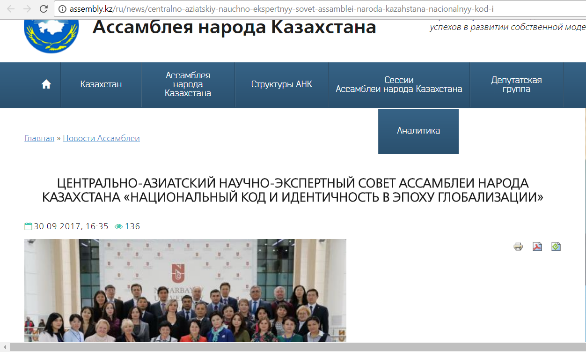 assembly.kz/ru/news/centralno-aziatskiy-nauchno-ekspertnyy-sovet-assamblei-naroda-kazahstana-nacionalnyy-kod-i
Ассамблея народа Казахстана
успехов в развитии собственной моде
Казахстан
Ассамблея
народа
Казахстана
Структуры АНК
Сессии
Ассамблеи народа Казахстана
Депутатская
группа
Аналитика
Главная » Новости Ассамблеи
ЦЕНТРАЛЬНО-АЗИАТСКИЙ НАУЧНО-ЭКСПЕРТНЫЙ СОВЕТ АССАМБЛЕИ НАРОДА
КАЗАХСТАНА «НАЦИОНАЛЬНЫЙ КОД И ИДЕНТИЧНОСТЬ В ЭПОХУ ГЛОБАЛИЗАЦИИ»
30-09-2017, 16:35 136